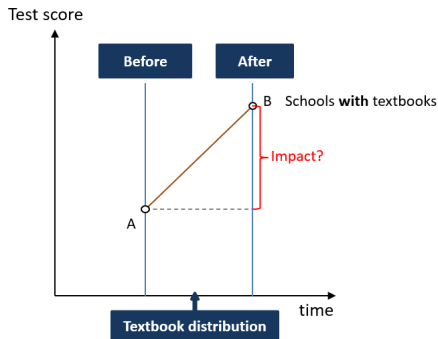 Test score
Before
After
B
Schools with textbooks
Impact?
A
time
Textbook distribution